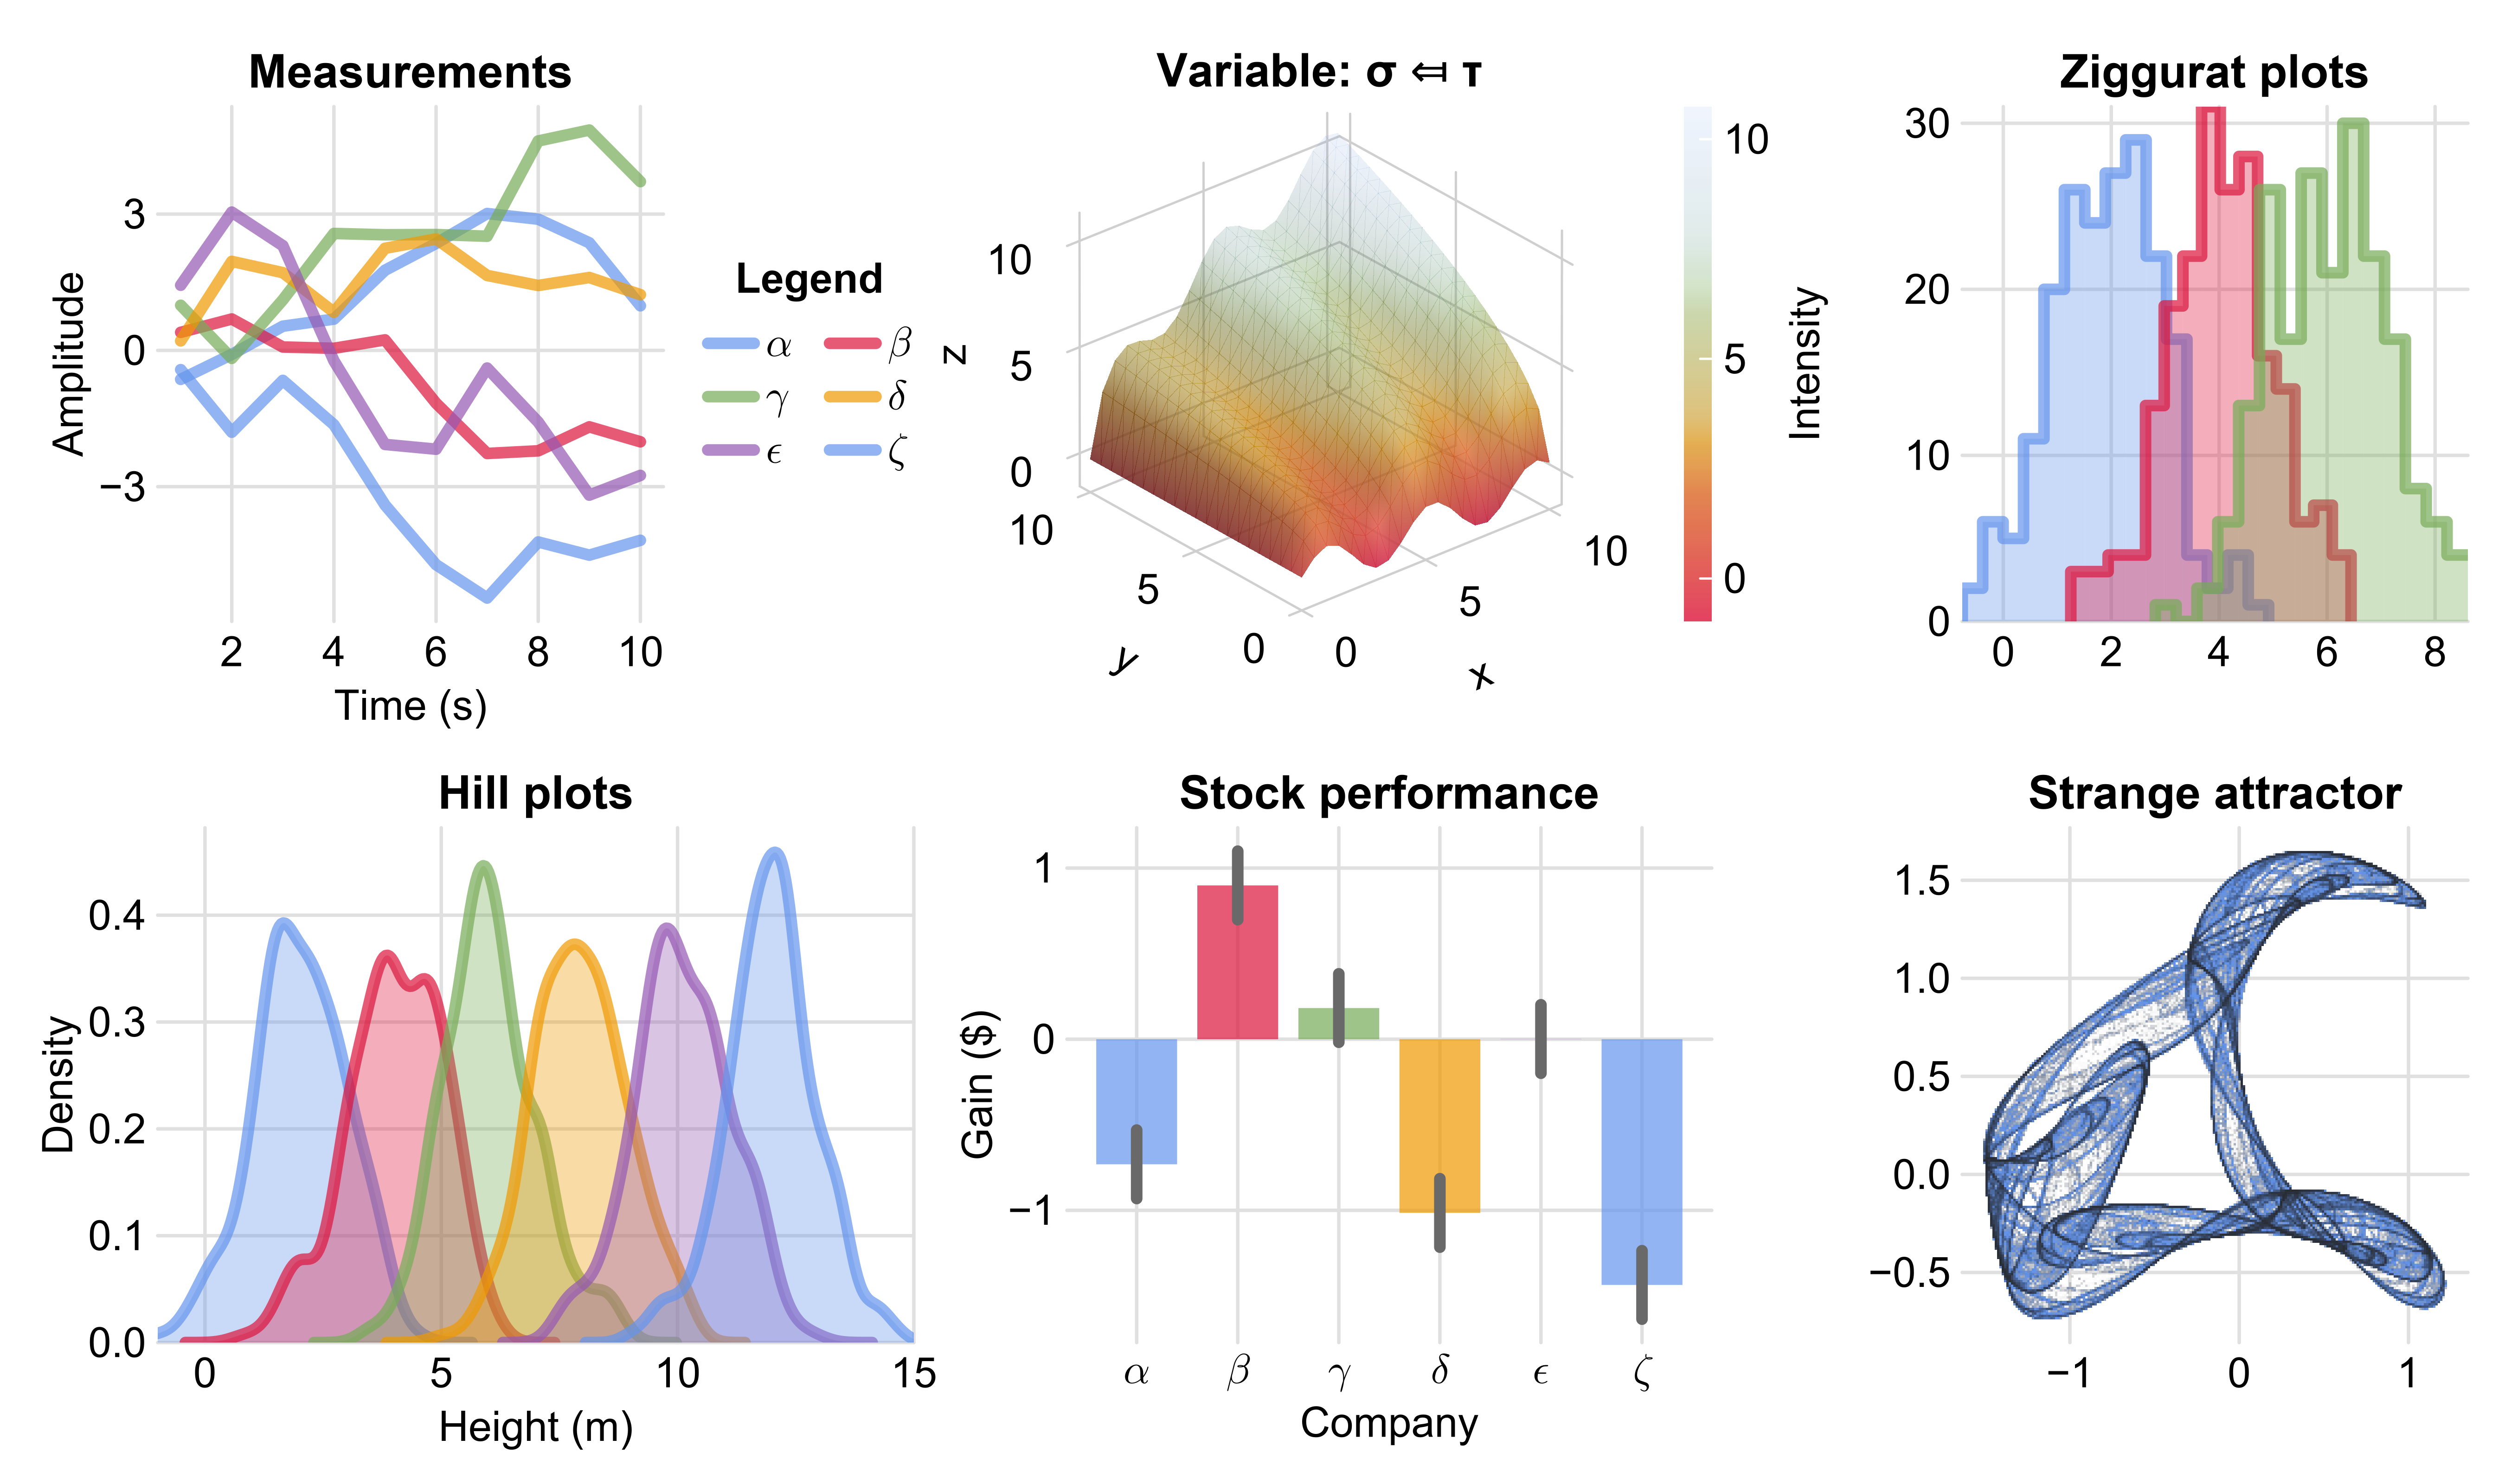 Measurements
Amplitude
3
0
−3
2 4 6 8 10
Time (s)
Legend
α β
γ δ
ϵ ζ
Variable: σ ⤆ τ
z
10
5
0
10
5
0
y
0
5
10
x
10
5
0
Intensity
Ziggurat plots
30
20
10
0
0 2 4 6 8
Hill plots
Density
0.4
0.3
0.2
0.1
0.0
0 5 10 15
Height (m)
Stock performance
Gain ($)
1
0
−1
α β γ δ ϵ ζ
Company
Strange attractor
1.5
1.0
0.5
0.0
−0.5
−1 0 1